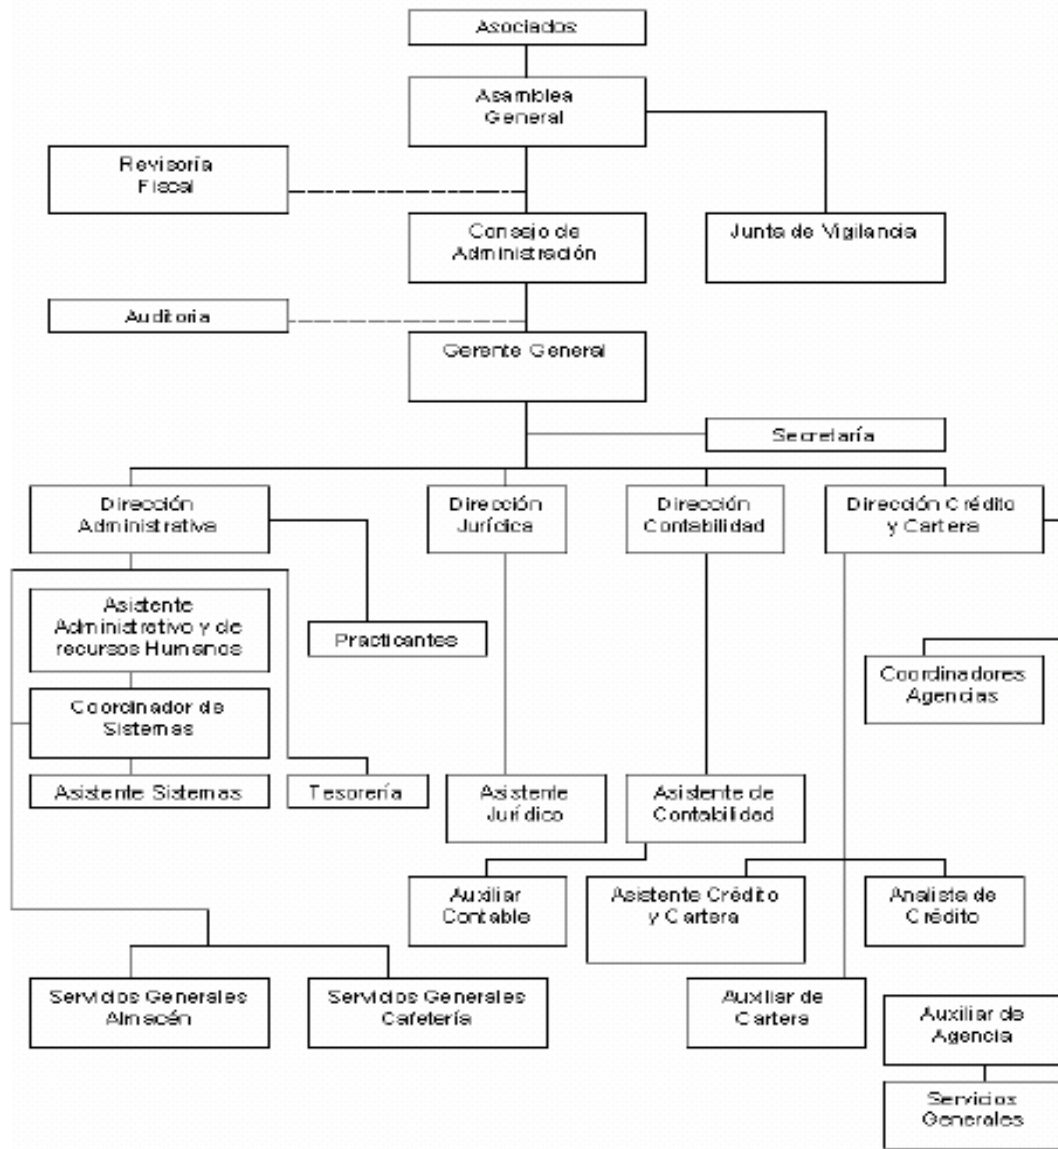 Asociados
Asamblea
General
Revisoría
Fiscal
Consejo de
Administración
Junta de Vigilancia
Auditoria
Gerente General
Secretaría
Dirección
Administrativa
Dirección
Jurídica
Dirección
Contabilidad
Dirección Crédito
y Cartera
Asistente
Administrativo y de
recursos Humanos
Practicantes
Coordinadores
Agencias
Coordinador de
Sistemas
Asistente Sistemas
Tesorería
Asistente
Jurídico
Asistente de
Contabilidad
Auxiliar
Contable
Asistente Crédito
y Cartera
Analista de
Crédito
Servicios Generales
Almacén
Servicios Generales
Cafetería
Auxiliar de
Cartera
Auxiliar de
Agencia
Servicios
Generales